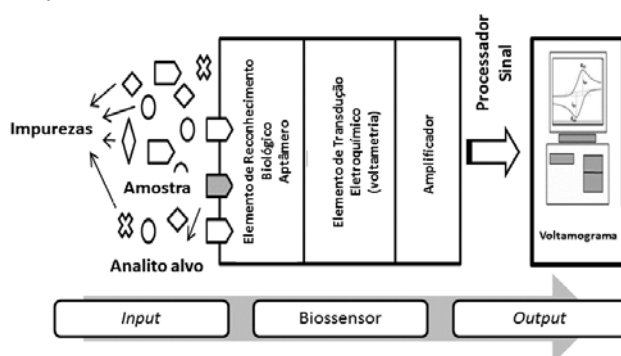 Impurezas
Amostra
Analito alvo
Elemento de Reconhecimento
Biológico
Aptâmero
Elemento de Transdução
Eletroquímico
(voltametria)
Amplificador
Processador
Sinal
Voltamograma
Input
Biossensor
Output